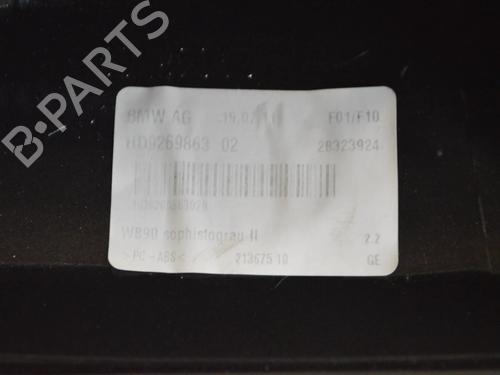 BMW AG F01/F10
HD9269863 02 28323924
WB90 sophistograu II 2.2
>PC-ABS< 213675 10 GE
B-PARTS